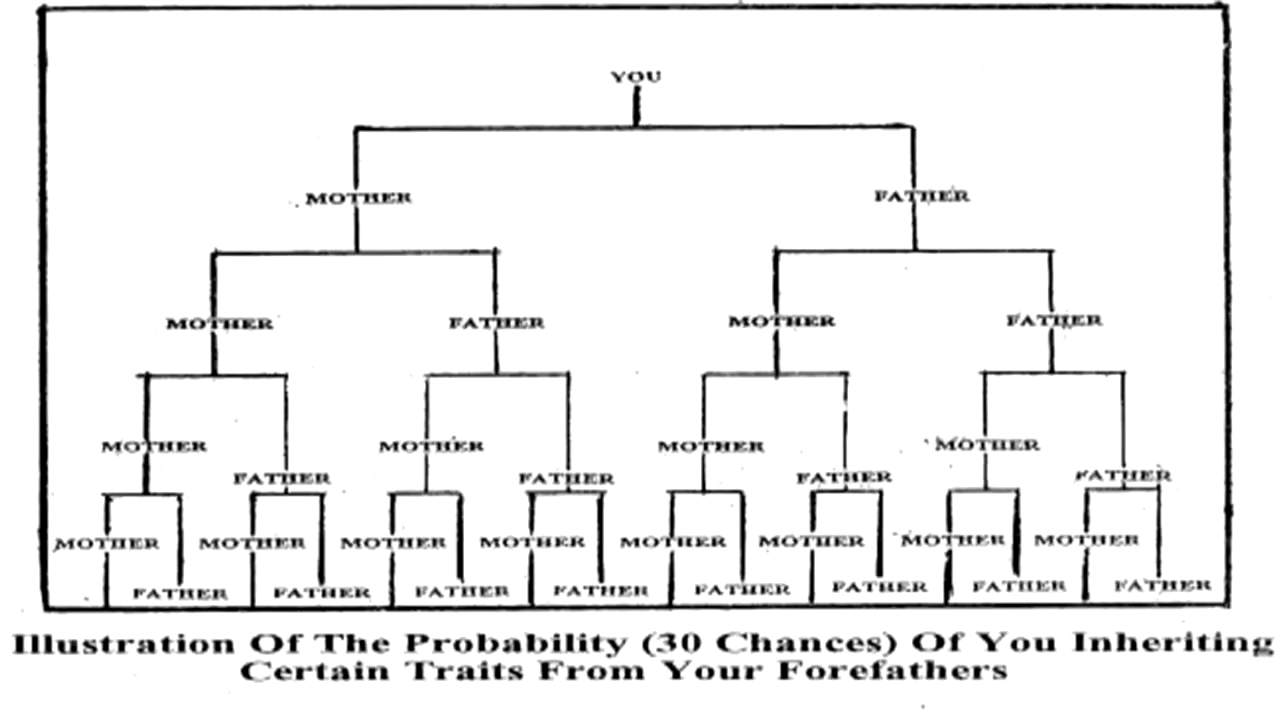 YOU
MOTHER FATHER
MOTHER FATHER MOTHER FATHER
MOTHER MOTHER MOTHER MOTHER
FATHER FATHER FATHER FATHER
MOTHER MOTHER MOTHER MOTHER MOTHER MOTHER MOTHER MOTHER
FATHER FATHER FATHER FATHER FATHER FATHER FATHER FATHER
Illustration Of The Probability (30 Chances) Of You Inheriting
Certain Traits From Your Forefathers